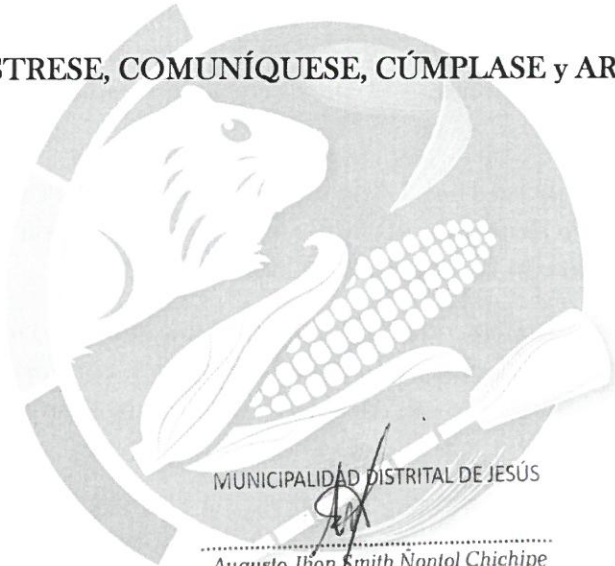 STRESE, COMUNÍQUESE, CÚMPLASE y AR
MUNICIPALIDAD DISTRITAL DE JESÚS
Augusto Jhon Smith Ñontol Chichipe